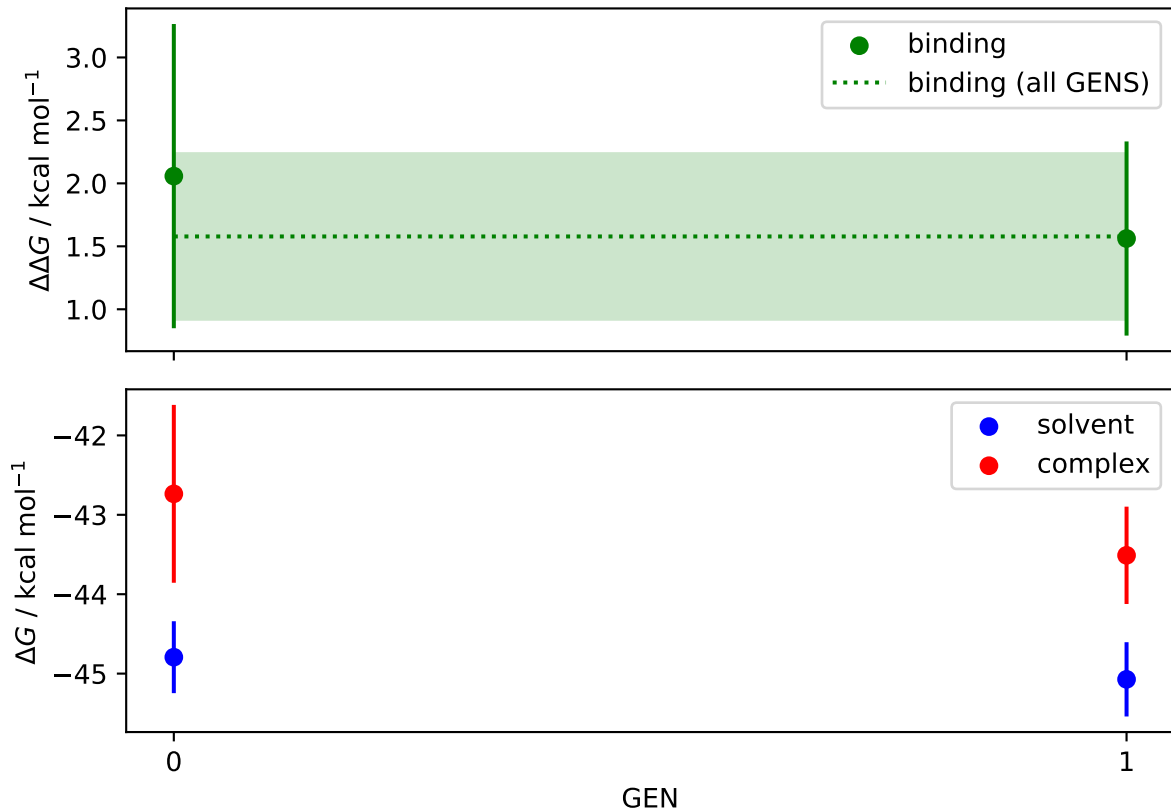 3.0
2.5
2.0
1.5
1.0
ΔΔG / kcal mol⁻¹
binding
binding (all GENS)
−42
−43
−44
−45
ΔG / kcal mol⁻¹
solvent
complex
0
1
GEN